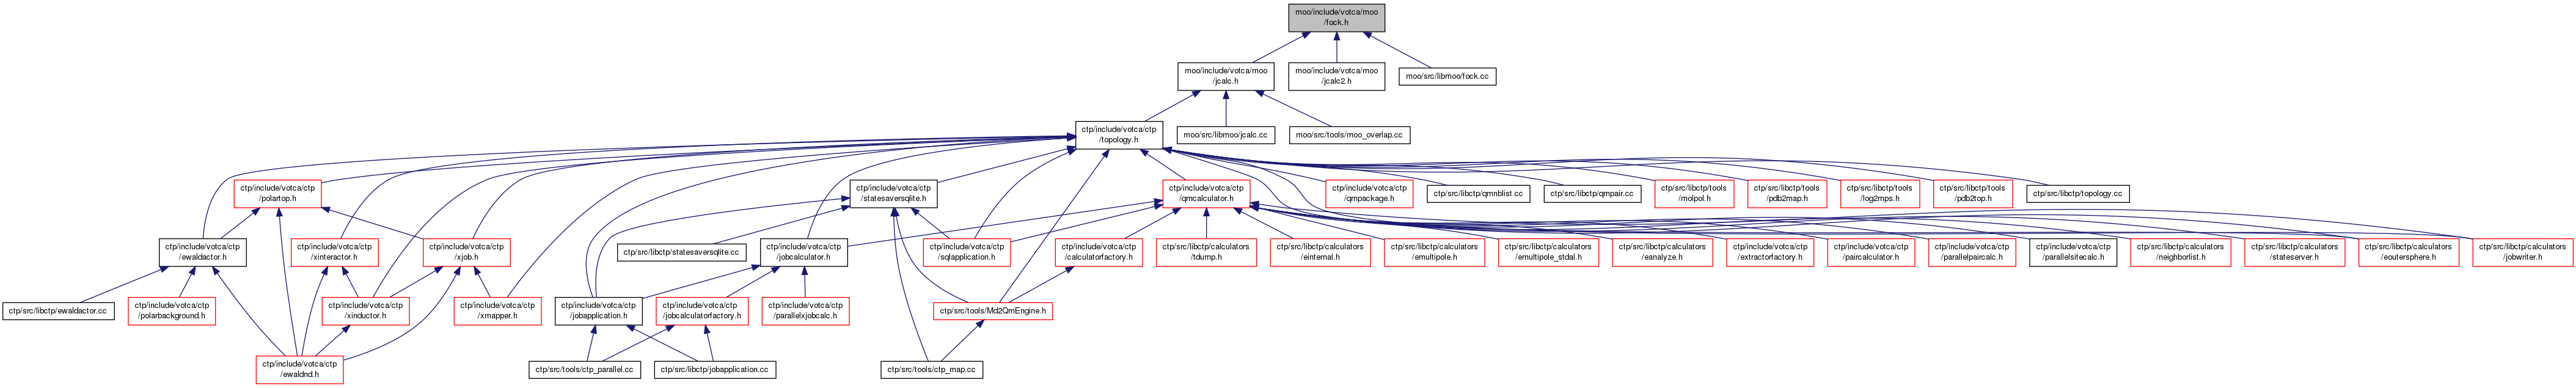 moo/include/votca/moo
/fock.h
moo/include/votca/moo
/jcalc.h
moo/include/votca/moo
/jcalc2.h
moo/src/libmoo/fock.cc
ctp/include/votca/ctp
/topology.h
moo/src/libmoo/jcalc.cc
moo/src/tools/moo_overlap.cc
ctp/include/votca/ctp
/polartop.h
ctp/include/votca/ctp
/statesaversqlite.h
ctp/include/votca/ctp
/qmcalculator.h
ctp/include/votca/ctp
/qmpackage.h
ctp/src/libctp/qmnblist.cc
ctp/src/libctp/qmpair.cc
ctp/src/libctp/tools
/molpol.h
ctp/src/libctp/tools
/pdb2map.h
ctp/src/libctp/tools
/log2mps.h
ctp/src/libctp/tools
/pdb2top.h
ctp/src/libctp/topology.cc
ctp/include/votca/ctp
/ewaldactor.h
ctp/include/votca/ctp
/xinteractor.h
ctp/include/votca/ctp
/xjob.h
ctp/src/libctp/statesaversqlite.cc
ctp/include/votca/ctp
/jobcalculator.h
ctp/include/votca/ctp
/sqlapplication.h
ctp/include/votca/ctp
/calculatorfactory.h
ctp/src/libctp/calculators
/tdump.h
ctp/src/libctp/calculators
/einternal.h
ctp/src/libctp/calculators
/emultipole.h
ctp/src/libctp/calculators
/emultipole_stdal.h
ctp/src/libctp/calculators
/eanalyze.h
ctp/include/votca/ctp
/extractorfactory.h
ctp/include/votca/ctp
/paircalculator.h
ctp/include/votca/ctp
/parallelpaircalc.h
ctp/include/votca/ctp
/parallelsitecalc.h
ctp/src/libctp/calculators
/neighborlist.h
ctp/src/libctp/calculators
/stateserver.h
ctp/src/libctp/calculators
/eoutersphere.h
ctp/src/libctp/calculators
/jobwriter.h
ctp/src/libctp/ewaldactor.cc
ctp/include/votca/ctp
/polarbackground.h
ctp/include/votca/ctp
/xinductor.h
ctp/include/votca/ctp
/xmapper.h
ctp/include/votca/ctp
/jobapplication.h
ctp/include/votca/ctp
/jobcalculatorfactory.h
ctp/include/votca/ctp
/parallelxjobcalc.h
ctp/src/tools/Md2QmEngine.h
ctp/include/votca/ctp
/ewaldnd.h
ctp/src/tools/ctp_parallel.cc
ctp/src/libctp/jobapplication.cc
ctp/src/tools/ctp_map.cc